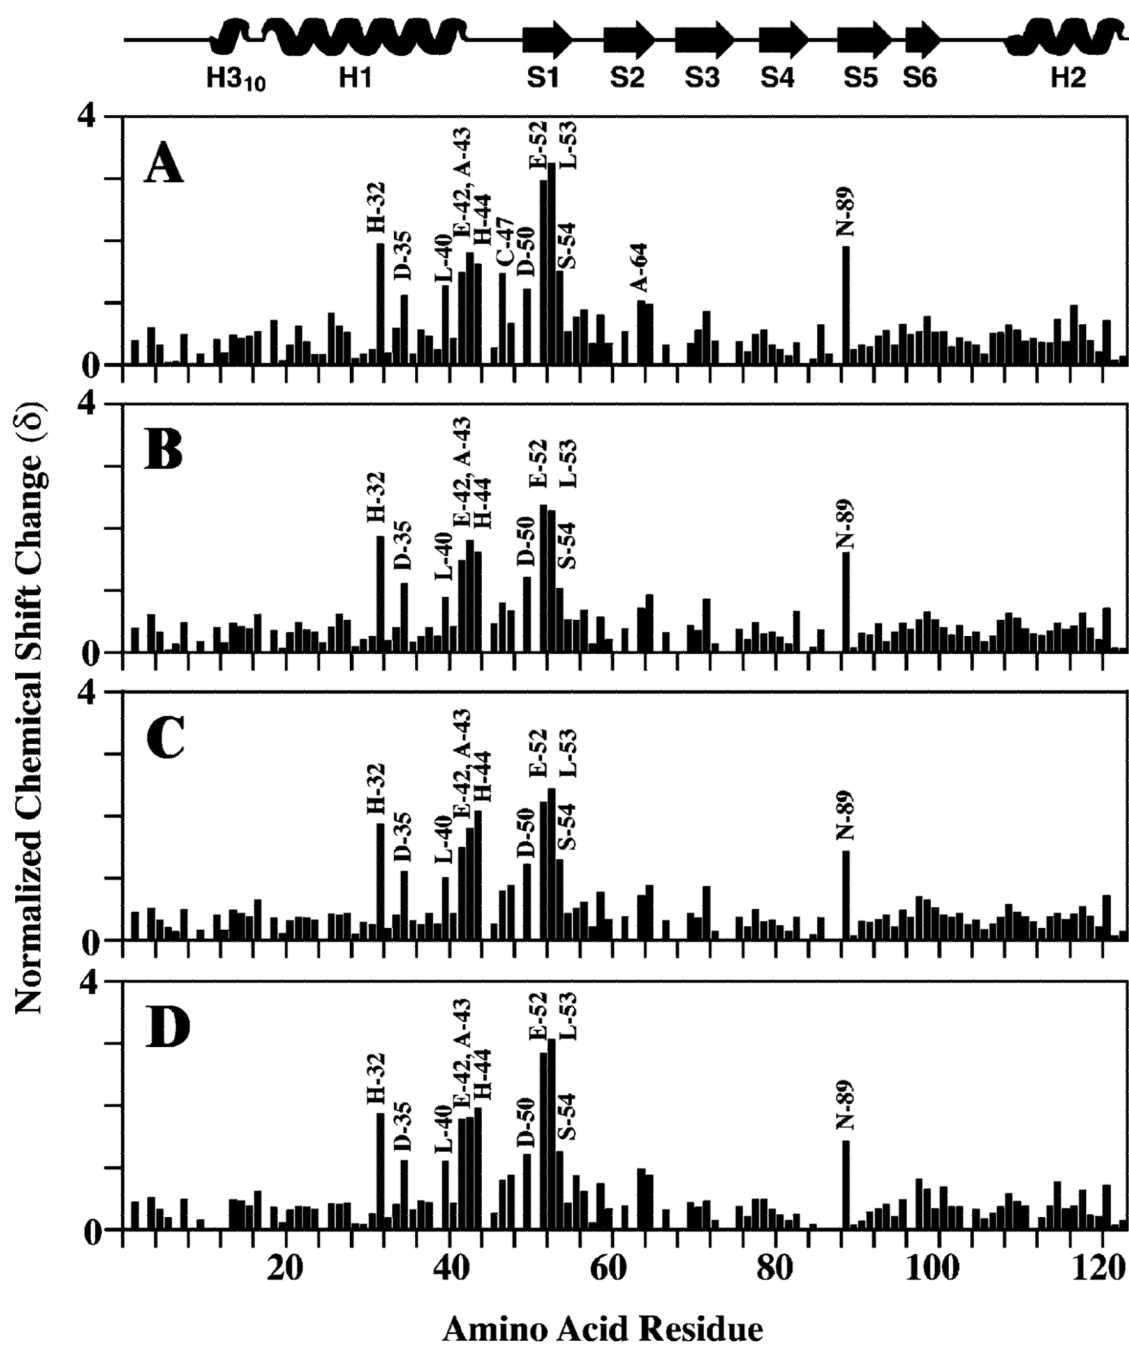 H3₁₀ H1 S1 S2 S3 S4 S5 S6 H2
Normalized Chemical Shift Change (δ)
4
A
H-32 D-35 L-40 E-42, A-43 H-44 C-47 D-50 E-52 L-53 S-54 A-64 N-89
0
4
B
H-32 D-35 L-40 E-42, A-43 H-44 D-50 E-52 L-53 S-54 N-89
0
4
C
H-32 D-35 L-40 E-42, A-43 H-44 D-50 E-52 L-53 S-54 N-89
0
4
D
H-32 D-35 L-40 E-42, A-43 H-44 D-50 E-52 L-53 S-54 N-89
0
20 40 60 80 100 120
Amino Acid Residue